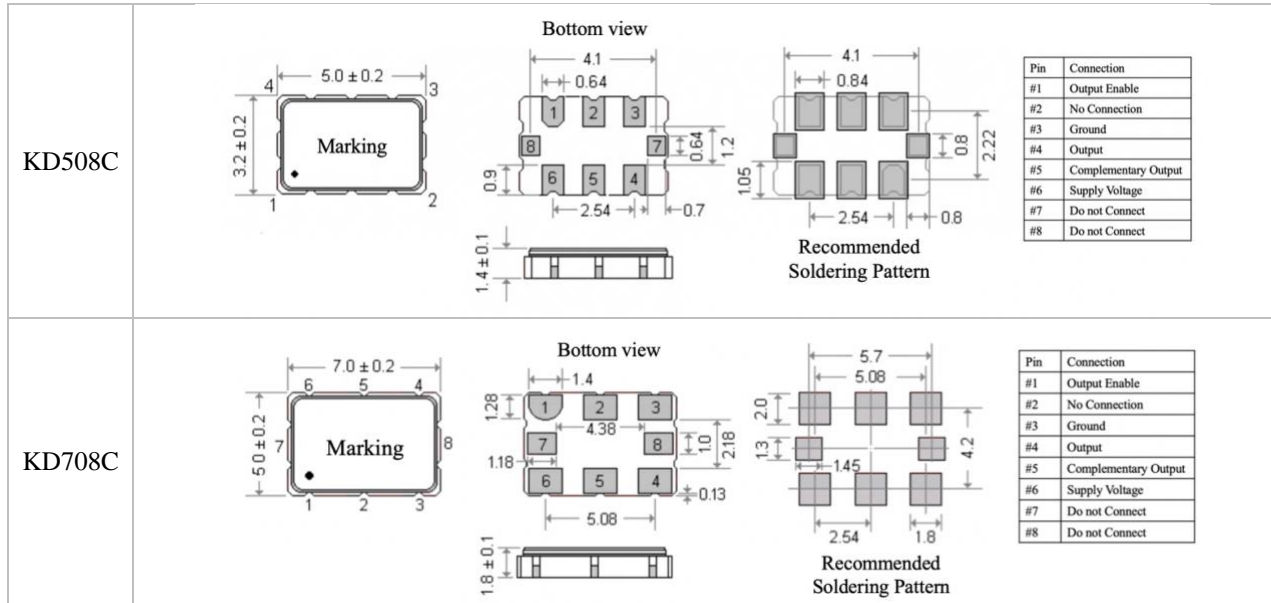 KD508C
5.0 ± 0.2
4
3
3.2 ± 0.2
Marking
1
2
Bottom view
4.1
0.64
1
2
3
8
7
0.64
1.2
6
5
4
0.9
2.54
0.7
1.4 ± 0.1
4.1
0.84
0.8
2.22
1.05
2.54
0.8
Recommended
Soldering Pattern
Pin Connection
#1 Output Enable
#2 No Connection
#3 Ground
#4 Output
#5 Complementary Output
#6 Supply Voltage
#7 Do not Connect
#8 Do not Connect
KD708C
7.0 ± 0.2
6
5
4
5.0 ± 0.2
7
Marking
8
1
2
3
Bottom view
1.4
1.28
1
2
3
4.38
7
8
1.0
2.18
1.18
6
5
4
0.13
5.08
1.8 ± 0.1
5.7
5.08
2.0
1.3
4.2
1.45
2.54
1.8
Recommended
Soldering Pattern
Pin Connection
#1 Output Enable
#2 No Connection
#3 Ground
#4 Output
#5 Complementary Output
#6 Supply Voltage
#7 Do not Connect
#8 Do not Connect